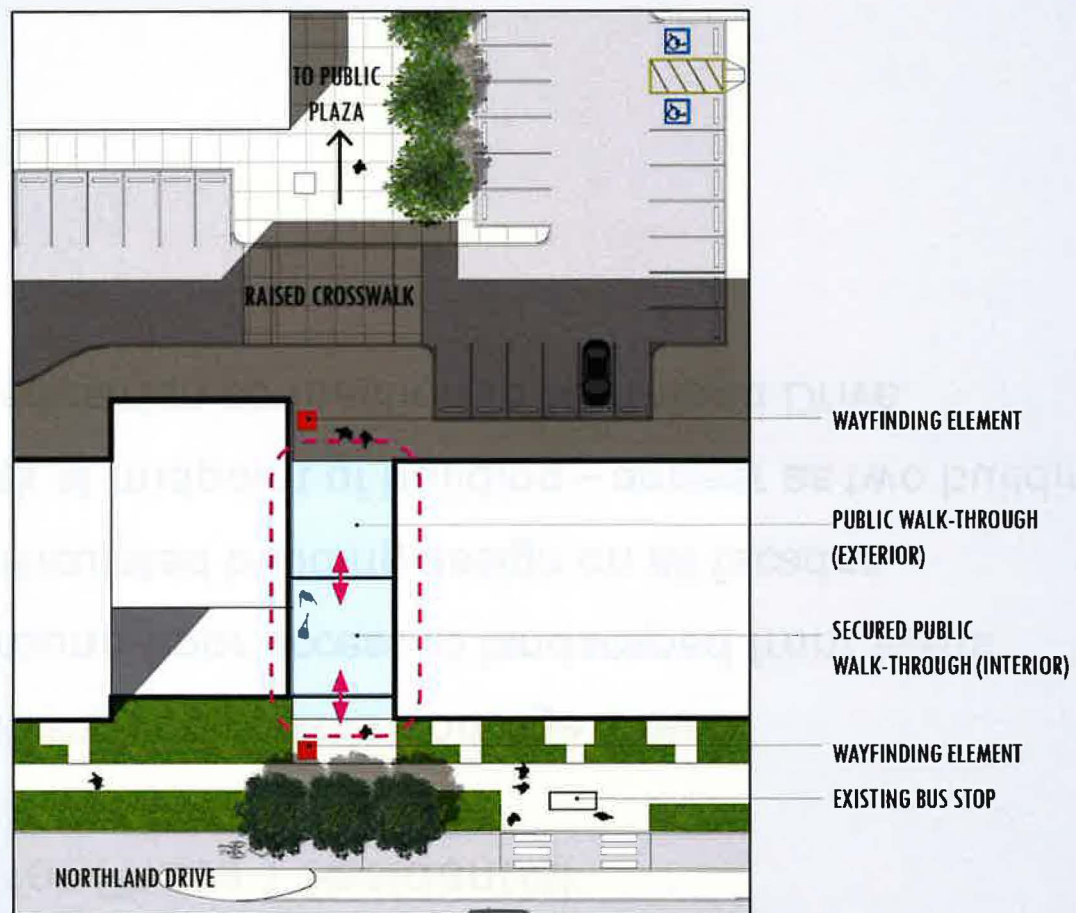 TO PUBLIC
PLAZA
RAISED CROSSWALK
WAYFINDING ELEMENT
PUBLIC WALK-THROUGH
(EXTERIOR)
SECURED PUBLIC
WALK-THROUGH (INTERIOR)
WAYFINDING ELEMENT
EXISTING BUS STOP
NORTHLAND DRIVE